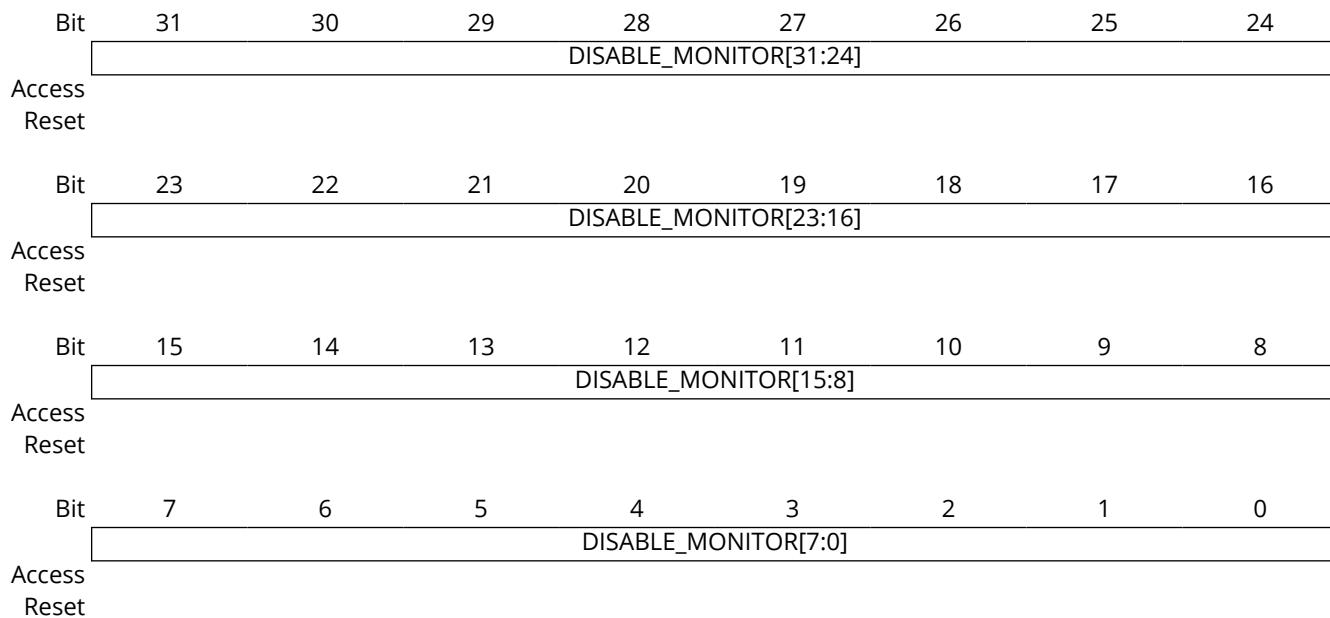 Bit 31 30 29 28 27 26 25 24
DISABLE_MONITOR[31:24]
Access
Reset
Bit 23 22 21 20 19 18 17 16
DISABLE_MONITOR[23:16]
Access
Reset
Bit 15 14 13 12 11 10 9 8
DISABLE_MONITOR[15:8]
Access
Reset
Bit 7 6 5 4 3 2 1 0
DISABLE_MONITOR[7:0]
Access
Reset